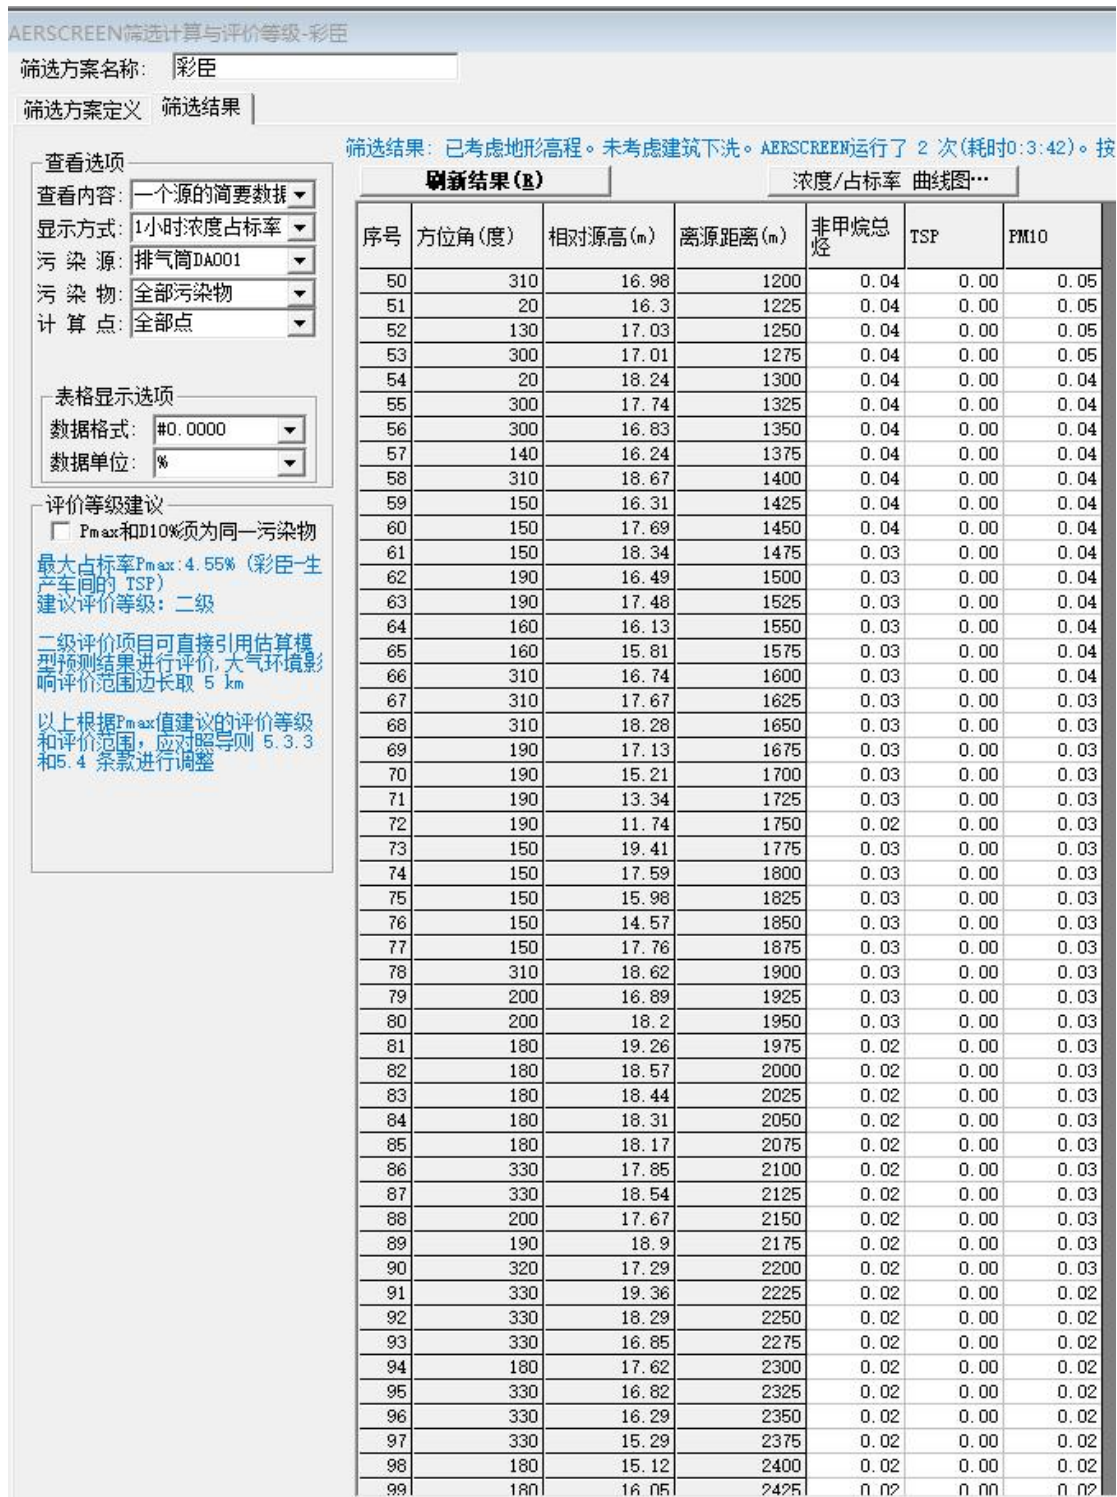 AERSCREEN筛选计算与评价等级-彩臣
筛选方案名称: 彩臣
筛选方案定义 筛选结果
筛选结果: 已考虑地形高程。未考虑建筑下洗。AERSCREEN运行了 2 次(耗时0:3:42)。按
查看选项
查看内容: 一个源的简要数据
显示方式: 1小时浓度占标率
污 染 源: 排气筒DA001
污 染 物: 全部污染物
计 算 点: 全部点
表格显示选项
数据格式: #0.0000
数据单位: %
评价等级建议
Pmax和D10%须为同一污染物
最大占标率Pmax:4.55% (彩臣-生
产车间的 TSP)
建议评价等级: 二级
二级评价项目可直接引用估算模
型预测结果进行评价,大气环境影
响评价范围边长取 5 km
以上根据Pmax值建议的评价等级
和评价范围, 应对照导则 5.3.3
和5.4 条款进行调整
刷新结果(R) 浓度/占标率 曲线图…
序号 方位角(度) 相对源高(m) 离源距离(m) 非甲烷总烃 TSP PM10
50 310 16.98 1200 0.04 0.00 0.05
51 20 16.3 1225 0.04 0.00 0.05
52 130 17.03 1250 0.04 0.00 0.05
53 300 17.01 1275 0.04 0.00 0.05
54 20 18.24 1300 0.04 0.00 0.04
55 300 17.74 1325 0.04 0.00 0.04
56 300 16.83 1350 0.04 0.00 0.04
57 140 16.24 1375 0.04 0.00 0.04
58 310 18.67 1400 0.04 0.00 0.04
59 150 16.31 1425 0.04 0.00 0.04
60 150 17.69 1450 0.04 0.00 0.04
61 150 18.34 1475 0.03 0.00 0.04
62 190 16.49 1500 0.03 0.00 0.04
63 190 17.48 1525 0.03 0.00 0.04
64 160 16.13 1550 0.03 0.00 0.04
65 160 15.81 1575 0.03 0.00 0.04
66 310 16.74 1600 0.03 0.00 0.04
67 310 17.67 1625 0.03 0.00 0.03
68 310 18.28 1650 0.03 0.00 0.03
69 190 17.13 1675 0.03 0.00 0.03
70 190 15.21 1700 0.03 0.00 0.03
71 190 13.34 1725 0.03 0.00 0.03
72 190 11.74 1750 0.02 0.00 0.03
73 150 19.41 1775 0.03 0.00 0.03
74 150 17.59 1800 0.03 0.00 0.03
75 150 15.98 1825 0.03 0.00 0.03
76 150 14.57 1850 0.03 0.00 0.03
77 150 17.76 1875 0.03 0.00 0.03
78 310 18.62 1900 0.03 0.00 0.03
79 200 16.89 1925 0.03 0.00 0.03
80 200 18.2 1950 0.03 0.00 0.03
81 180 19.26 1975 0.02 0.00 0.03
82 180 18.57 2000 0.02 0.00 0.03
83 180 18.44 2025 0.02 0.00 0.03
84 180 18.31 2050 0.02 0.00 0.03
85 180 18.17 2075 0.02 0.00 0.03
86 330 17.85 2100 0.02 0.00 0.03
87 330 18.54 2125 0.02 0.00 0.03
88 200 17.67 2150 0.02 0.00 0.03
89 190 18.9 2175 0.02 0.00 0.03
90 320 17.29 2200 0.02 0.00 0.03
91 330 19.36 2225 0.02 0.00 0.02
92 330 18.29 2250 0.02 0.00 0.02
93 330 16.85 2275 0.02 0.00 0.02
94 180 17.62 2300 0.02 0.00 0.02
95 330 16.82 2325 0.02 0.00 0.02
96 330 16.29 2350 0.02 0.00 0.02
97 330 15.29 2375 0.02 0.00 0.02
98 180 15.12 2400 0.02 0.00 0.02
99 180 16.05 2425 0.02 0.00 0.02